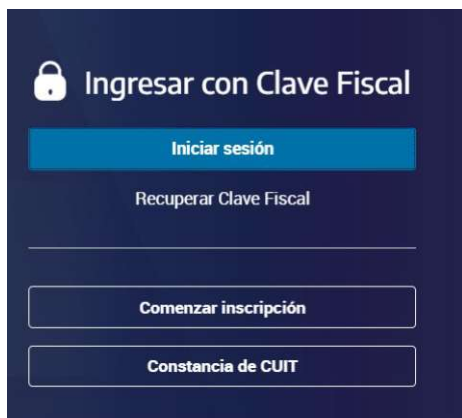 Ingresar con Clave Fiscal
Iniciar sesión
Recuperar Clave Fiscal
Comenzar inscripción
Constancia de CUIT